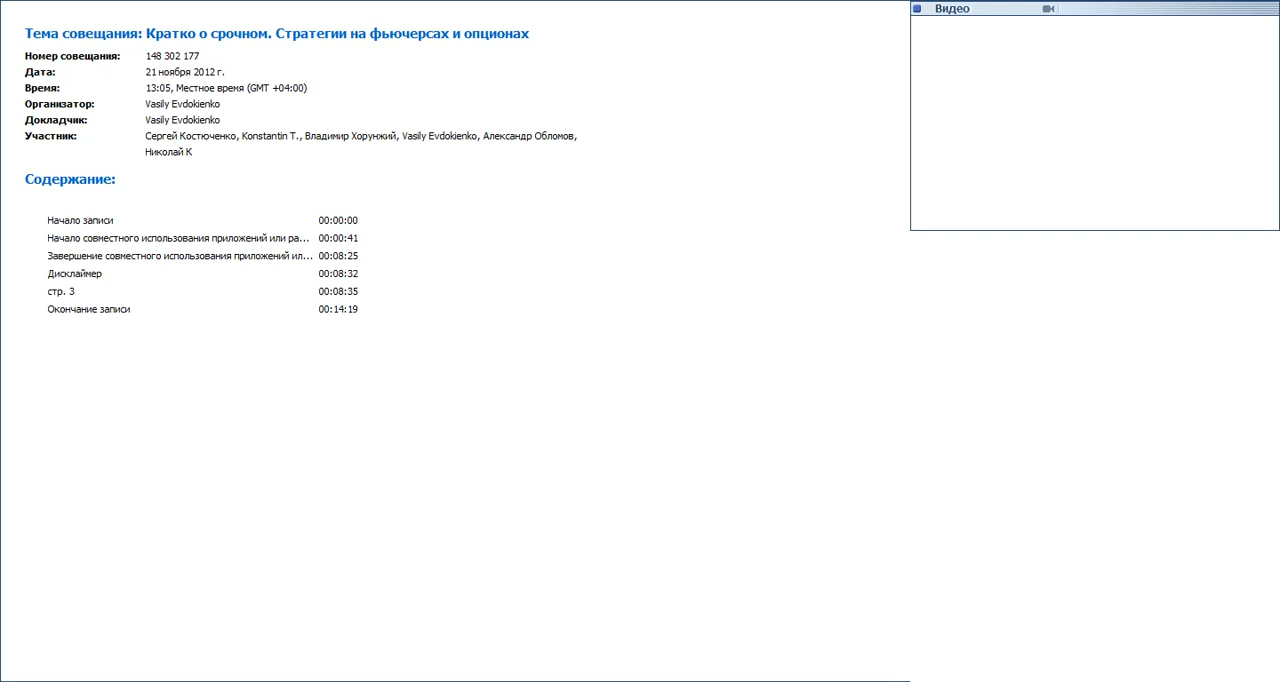 Тема совещания: Кратко о срочном. Стратегии на фьючерсах и опционах
Номер совещания: 148 302 177
Дата: 21 ноября 2012 г.
Время: 13:05, Местное время (GMT +04:00)
Организатор: Vasily Evdokienko
Докладчик: Vasily Evdokienko
Участник: Сергей Костюченко, Konstantin T., Владимир Хорунжий, Vasily Evdokienko, Александр Обломов,
Николай К
Содержание:
Начало записи 00:00:00
Начало совместного использования приложений или ра... 00:00:41
Завершение совместного использования приложений ил... 00:08:25
Дисклаймер 00:08:32
стр. 3 00:08:35
Окончание записи 00:14:19
Видео